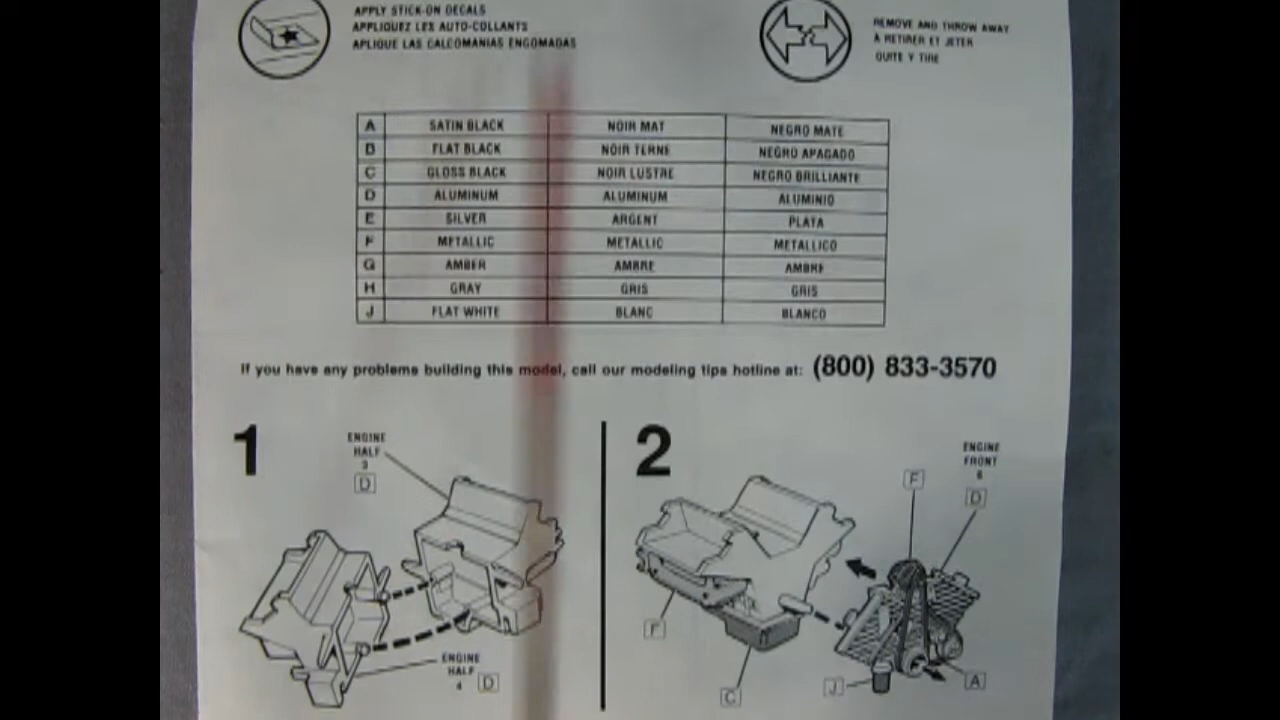 APPLY STICK-ON DECALS
APPLIQUEZ LES AUTO-COLLANTS
APLIQUE LAS CALCOMANIAS ENGOMADAS
REMOVE AND THROW AWAY
À RETIRER ET JETER
QUITE Y TIRE
A SATIN BLACK NOIR MAT NEGRO MATE
B FLAT BLACK NOIR TERNE NEGRO APAGADO
C GLOSS BLACK NOIR LUSTRE NEGRO BRILLIANTE
D ALUMINUM ALUMINUM ALUMINIO
E SILVER ARGENT PLATA
F METALLIC METALLIC METALLICO
G AMBER AMBRE AMBRE
H GRAY GRIS GRIS
J FLAT WHITE BLANC BLANCO
If you have any problems building this model, call our modeling tips hotline at: (800) 833-3570
1
ENGINE
HALF
3
D
ENGINE
HALF
4 D
2
ENGINE
FRONT
6
F
D
F
C
J
A